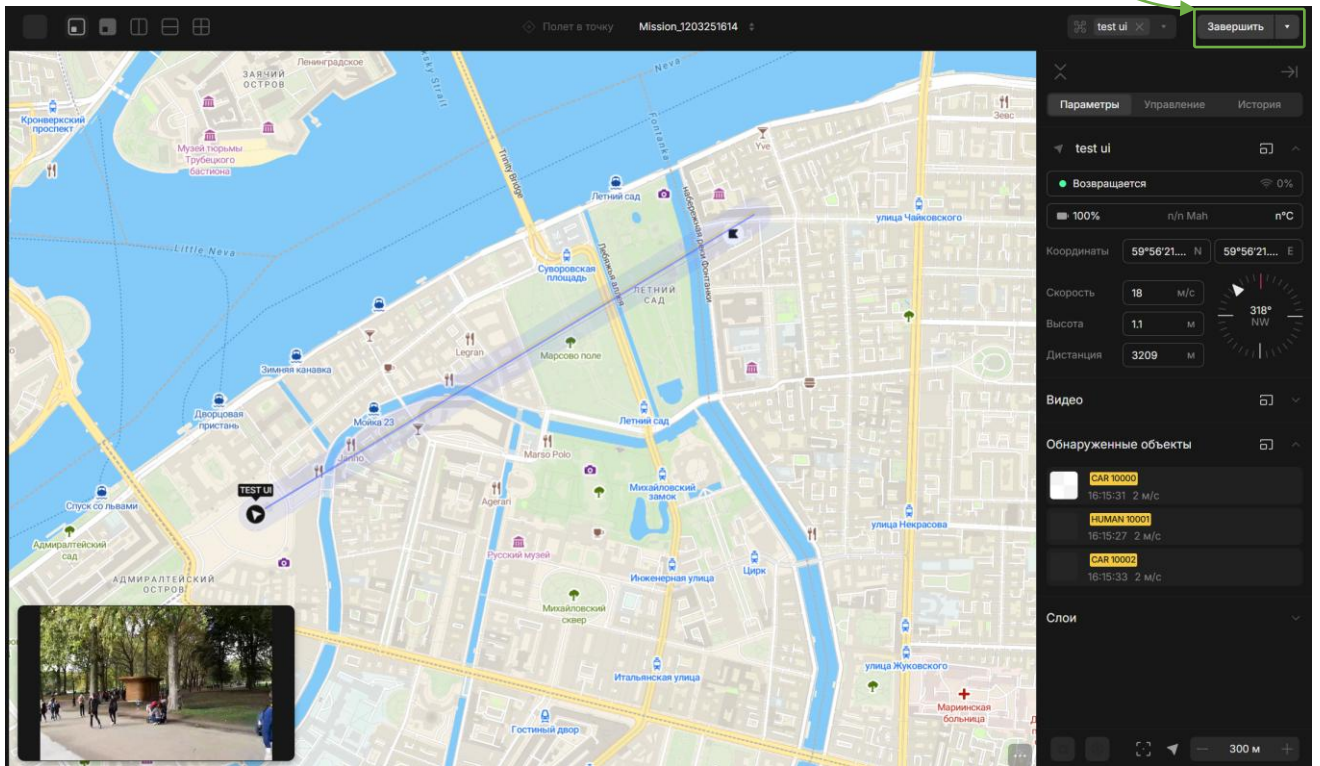 Полет в точку
Mission_1203251614
test ui
Завершить
Параметры
Управление
История
test ui
Возвращается
0%
100%
n/n Mah
n°C
Координаты
59°56'21.... N
59°56'21.... E
Скорость
18 м/с
Высота
1.1 м
Дистанция
3209 м
318°
NW
Видео
Обнаруженные объекты
CAR 10000
16:15:31 2 м/с
HUMAN 10001
16:15:27 2 м/с
CAR 10002
16:15:33 2 м/с
Слои
300 м
Ленинградское
ЗАЯЧИЙ
ОСТРОВ
Кронверкский
проспект
Музей тюрьмы
Трубецкого
бастиона
sky Strait
Neva
Fontanka
Зевс
Yve
Trinity Bridge
Летний сад
набережная реки Фонтанки
улица Чайковского
Little Neva
Суворовская
площадь
Лебяжья аллея
ЛЕТНИЙ
САД
Legran
Марсово поле
Зимняя канавка
Дворцовая
пристань
Мойка 23
Летний сад
Jarino
Marso Polo
TEST UI
Спуск со львами
Agerari
Михайловский
замок
улица Некрасова
Адмиралтейский
сад
АДМИРАЛТЕЙСКИЙ
ОСТРОВ
Русский музей
Инженерная улица
Цирк
Михайловский
сквер
Итальянская улица
улица Жуковского
Мариинская
больница
Гостиный двор